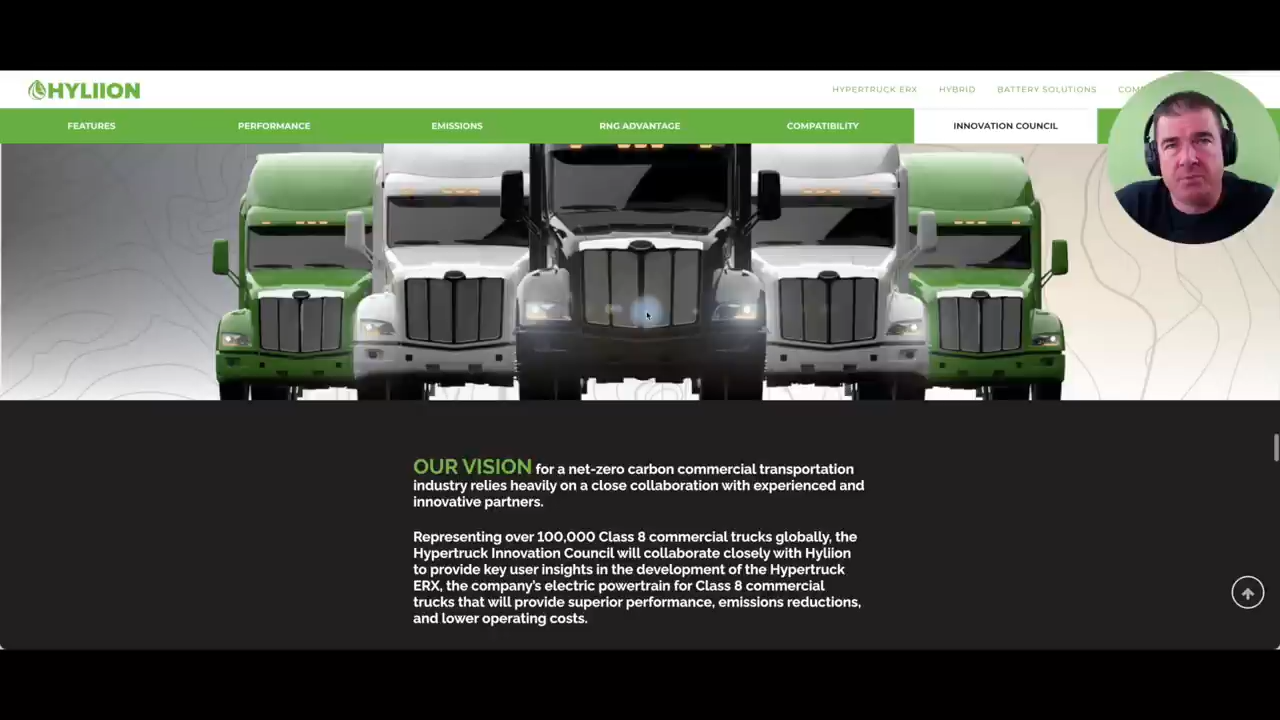 HYLIION
HYPERTRUCK ERX HYBRID BATTERY SOLUTIONS
FEATURES PERFORMANCE EMISSIONS RNG ADVANTAGE COMPATIBILITY INNOVATION COUNCIL
OUR VISION for a net-zero carbon commercial transportation
industry relies heavily on a close collaboration with experienced and
innovative partners.
Representing over 100,000 Class 8 commercial trucks globally, the
Hypertruck Innovation Council will collaborate closely with Hyliion
to provide key user insights in the development of the Hypertruck
ERX, the company's electric powertrain for Class 8 commercial
trucks that will provide superior performance, emissions reductions,
and lower operating costs.